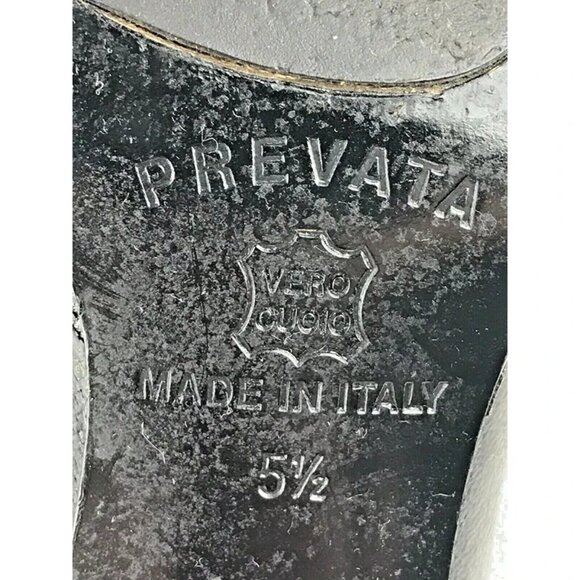 PREVATA
VERO
CUOIO
MADE IN ITALY
5½